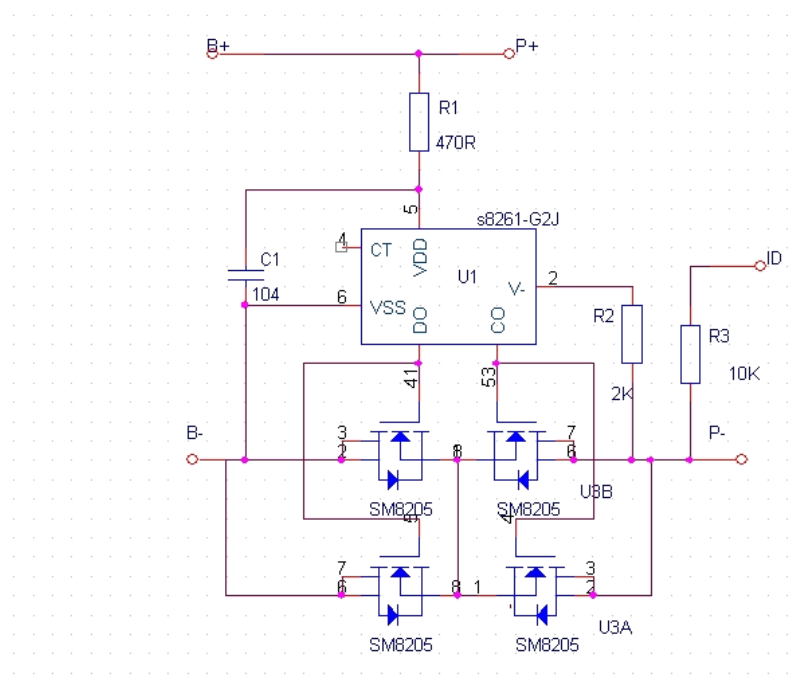 B+ P+
R1
470R
5
s8261-G2J
4 CT VDD U1
ID
C1
104
V- 2
6 VSS DO CO
R2
R3
2K
10K
41 53
B- 3 7 P-
2 8 6
U3B
SM8205 SM8205
5 4
7 3
6 8 1 2
U3A
SM8205 SM8205